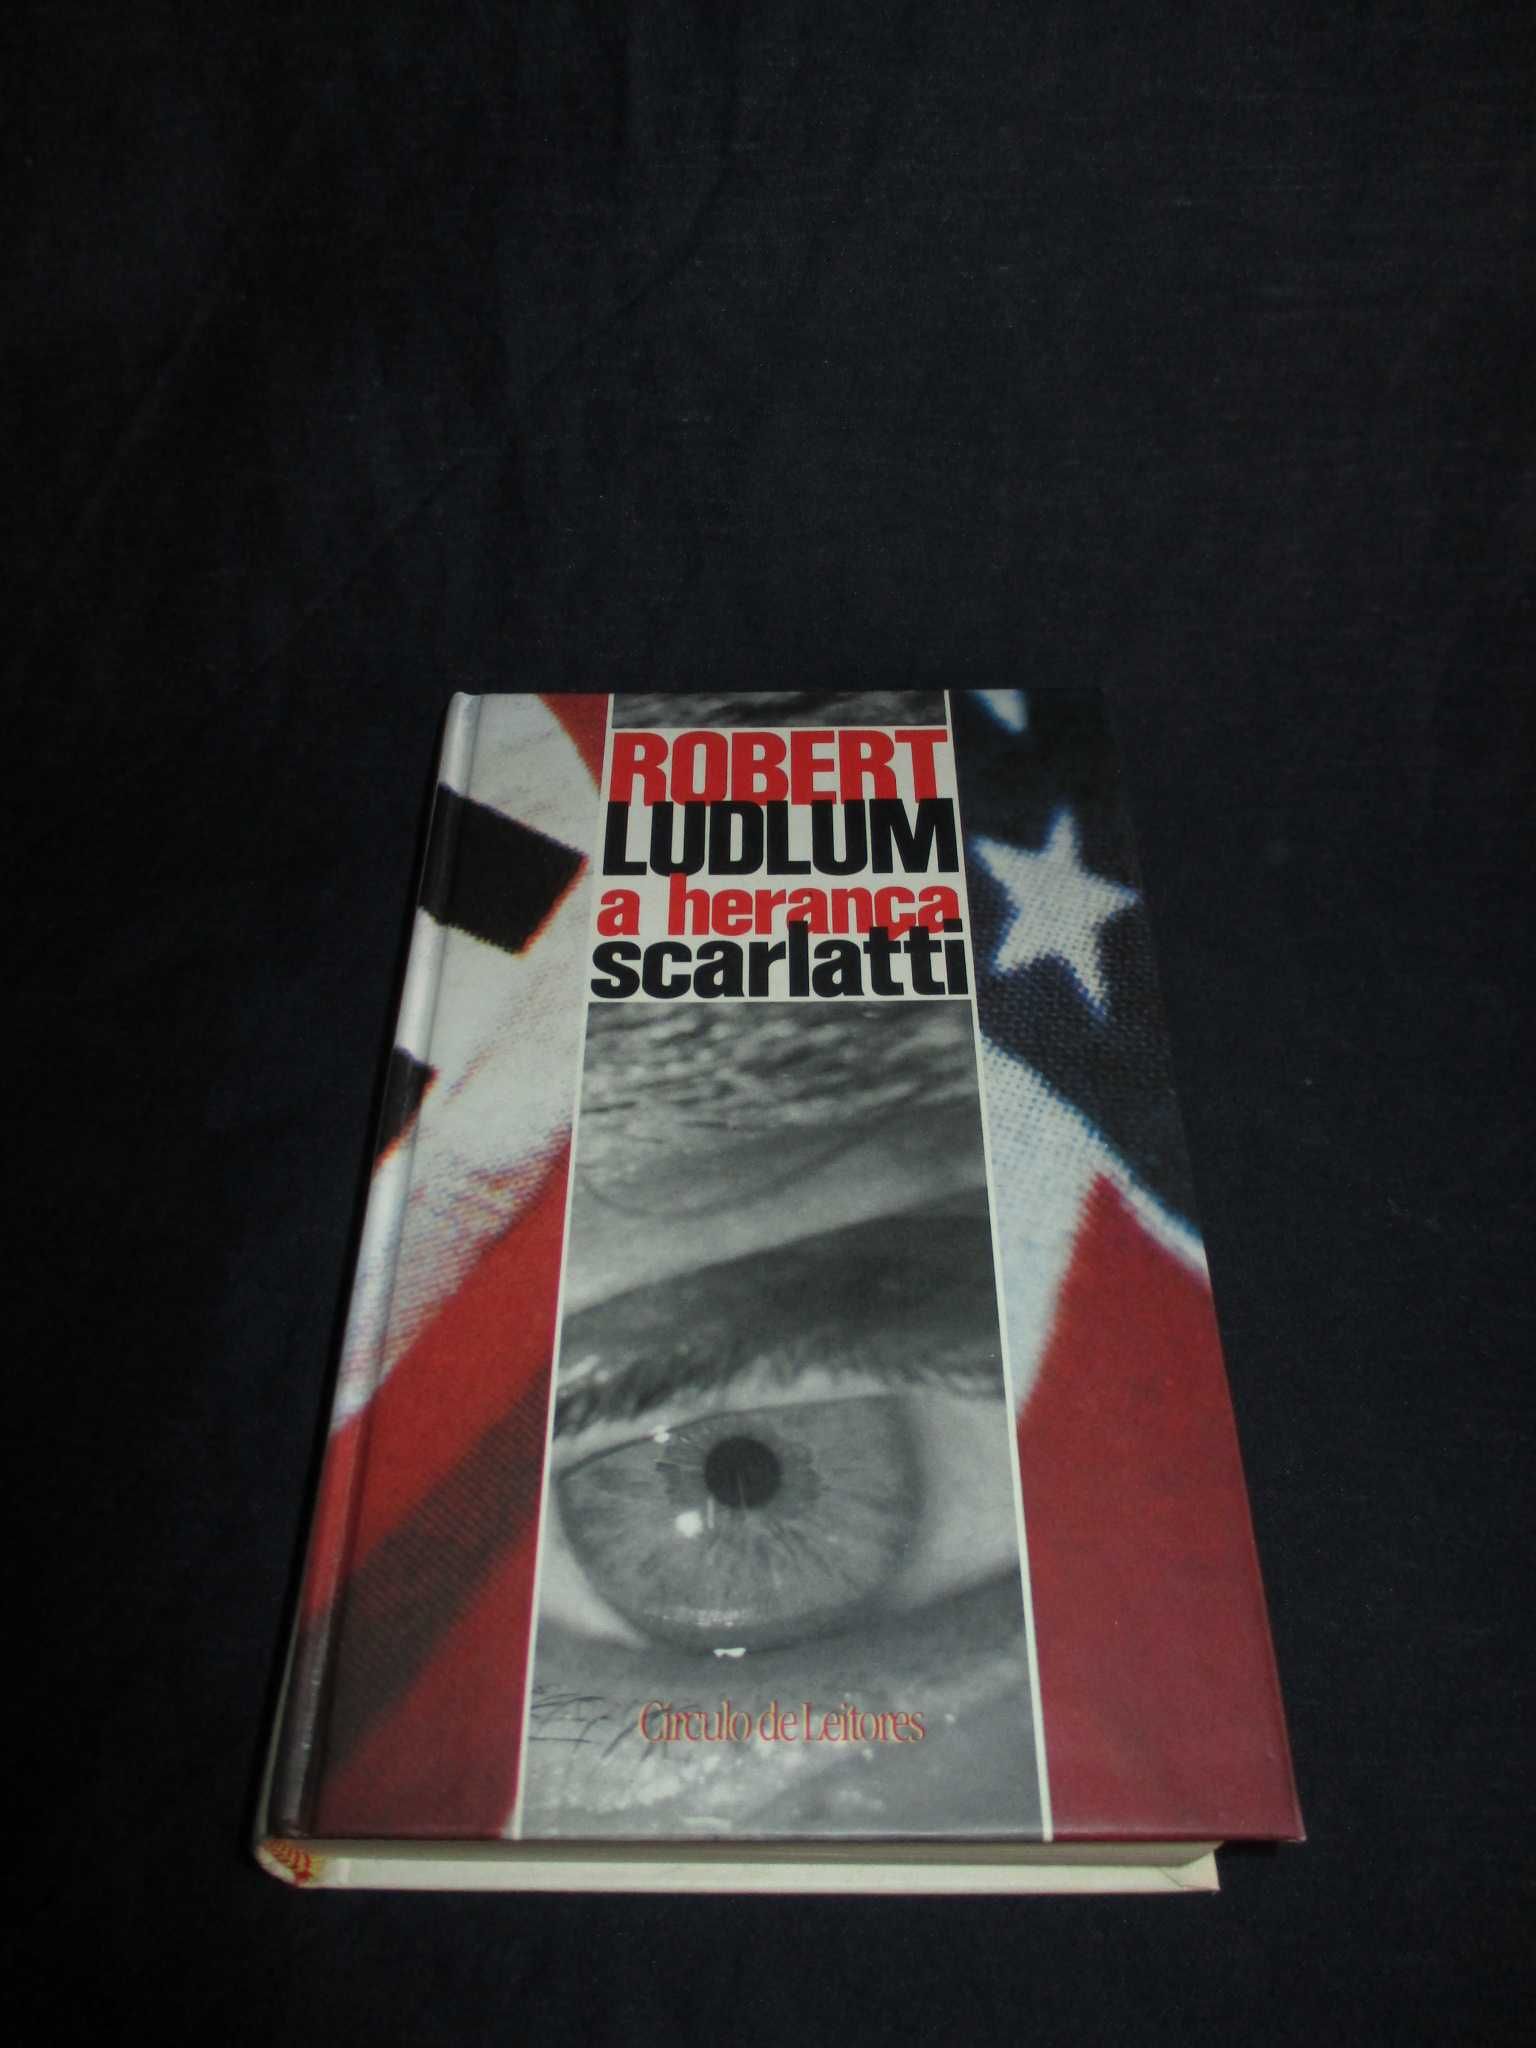 ROBERT
LUDLUM
a herança
scarlatti
Círculo de Leitores